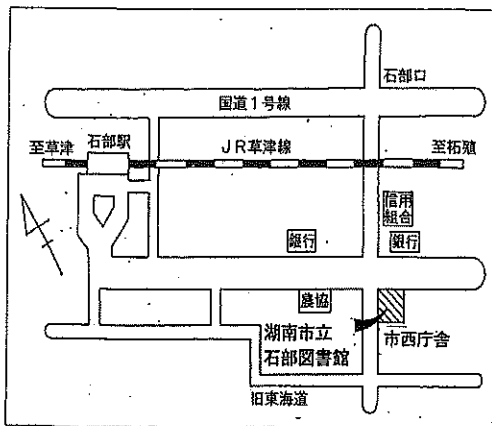 石部口
国道1号線
石部駅
至草津
JR草津線
至柘殖
信用
組合
銀行
銀行
農協
湖南市立
石部図書館
市西庁舎
旧東海道